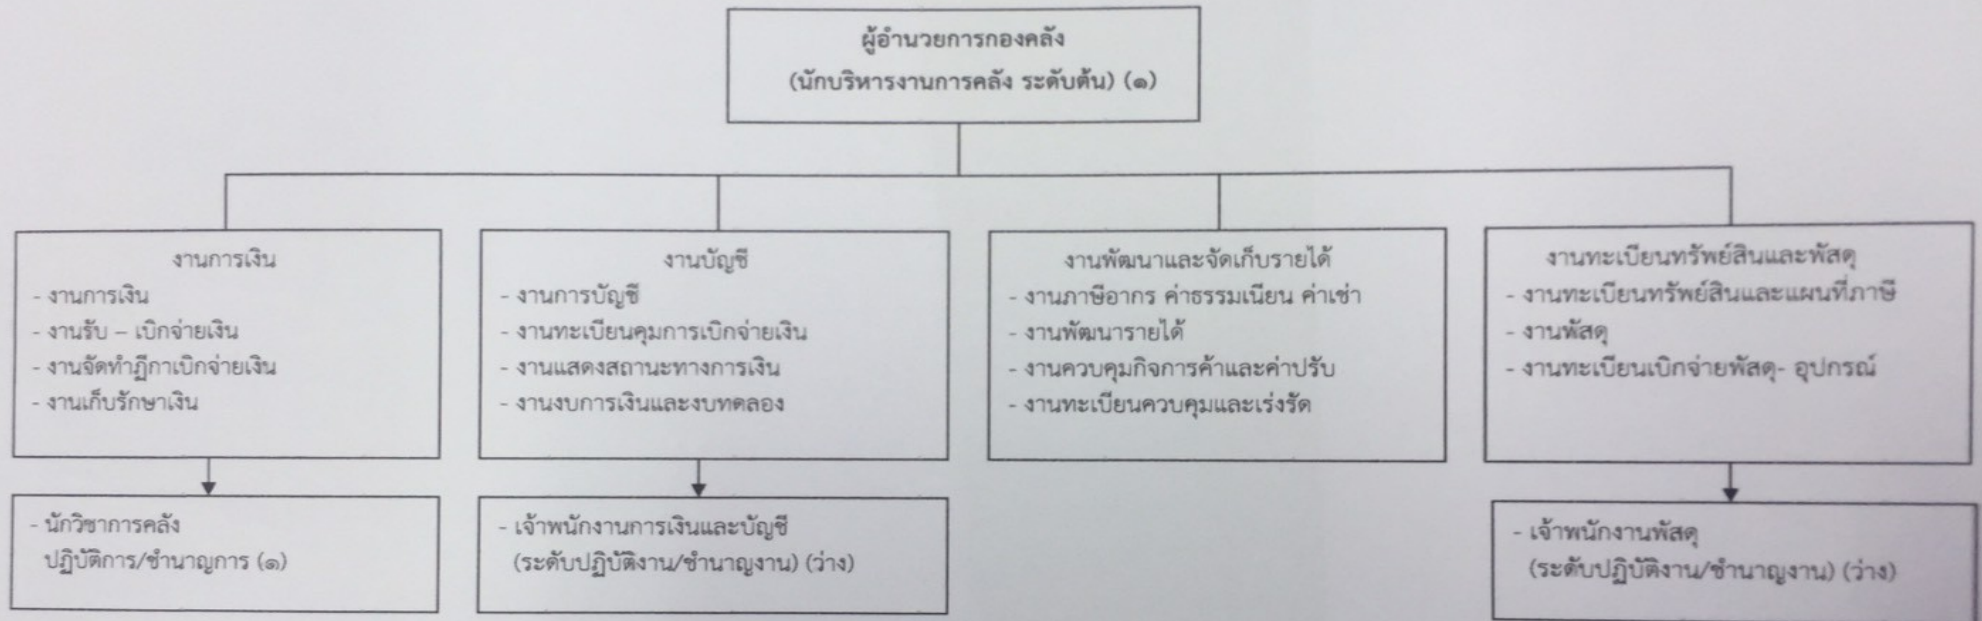 ผู้อำนวยการกองคลัง
(นักบริหารงานการคลัง ระดับต้น) (๑)
งานการเงิน
- งานการเงิน
- งานรับ – เบิกจ่ายเงิน
- งานจัดทำฎีกาเบิกจ่ายเงิน
- งานเก็บรักษาเงิน
งานบัญชี
- งานการบัญชี
- งานทะเบียนคุมการเบิกจ่ายเงิน
- งานแสดงสถานะทางการเงิน
- งานงบการเงินและงบทดลอง
งานพัฒนาและจัดเก็บรายได้
- งานภาษีอากร ค่าธรรมเนียน ค่าเช่า
- งานพัฒนารายได้
- งานควบคุมกิจการค้าและค่าปรับ
- งานทะเบียนควบคุมและเร่งรัด
งานทะเบียนทรัพย์สินและพัสดุ
- งานทะเบียนทรัพย์สินและแผนที่ภาษี
- งานพัสดุ
- งานทะเบียนเบิกจ่ายพัสดุ- อุปกรณ์
- นักวิชาการคลัง
ปฏิบัติการ/ชำนาญการ (๑)
- เจ้าพนักงานการเงินและบัญชี
(ระดับปฏิบัติงาน/ชำนาญงาน) (ว่าง)
- เจ้าพนักงานพัสดุ
(ระดับปฏิบัติงาน/ชำนาญงาน) (ว่าง)